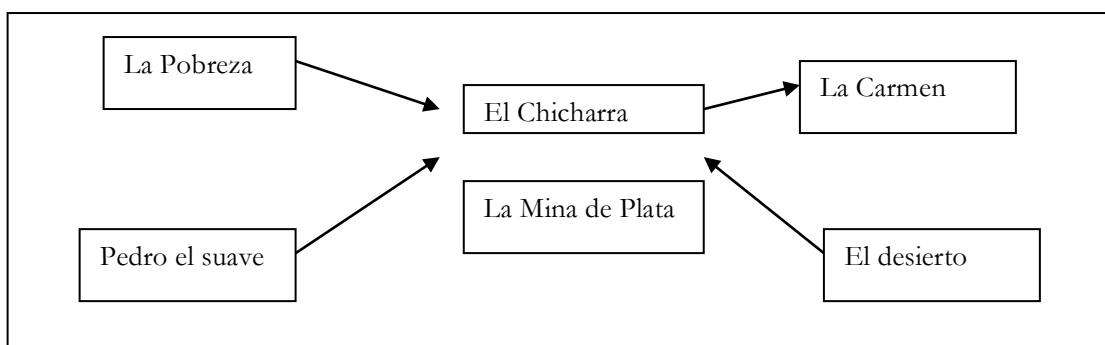 La Pobreza
El Chicharra
La Carmen
La Mina de Plata
Pedro el suave
El desierto